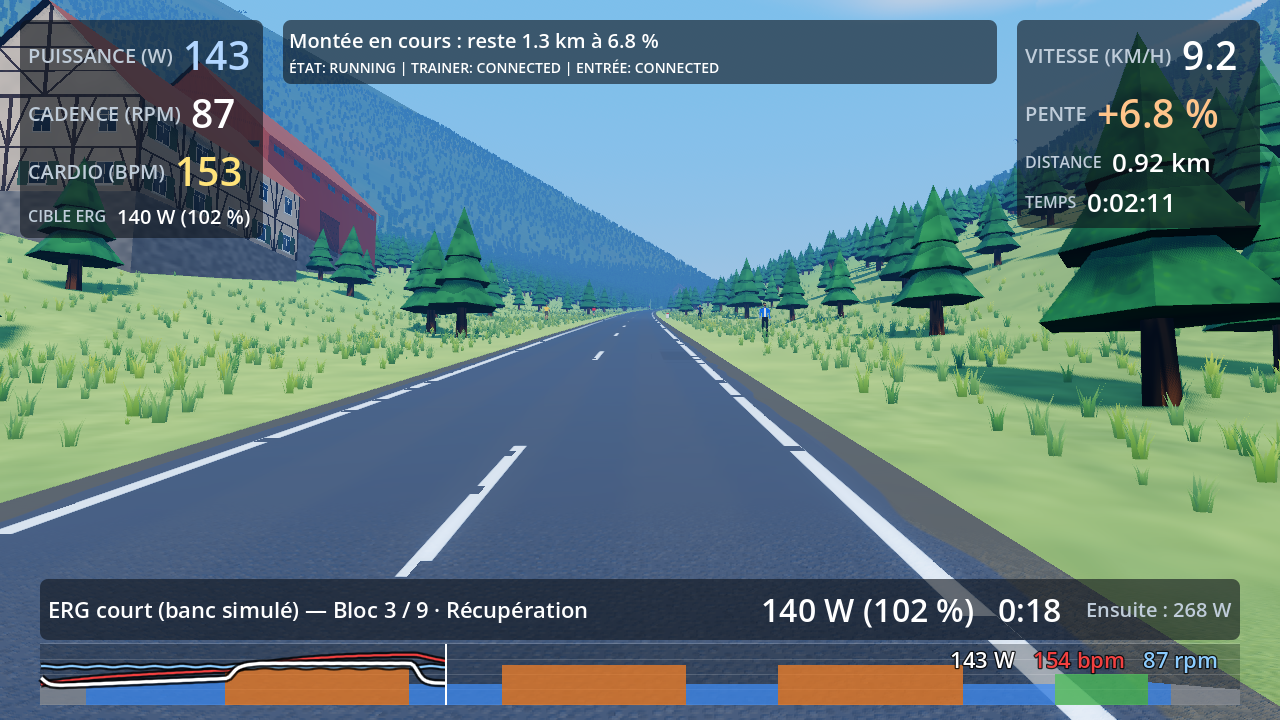 PUISSANCE (W) 143
CADENCE (RPM) 87
CARDIO (BPM) 153
CIBLE ERG 140 W (102 %)
Montée en cours : reste 1.3 km à 6.8 %
ÉTAT: RUNNING | TRAINER: CONNECTED | ENTRÉE: CONNECTED
VITESSE (KM/H) 9.2
PENTE +6.8 %
DISTANCE 0.92 km
TEMPS 0:02:11
ERG court (banc simulé) — Bloc 3 / 9 · Récupération 140 W (102 %) 0:18 Ensuite : 268 W
143 W 154 bpm 87 rpm